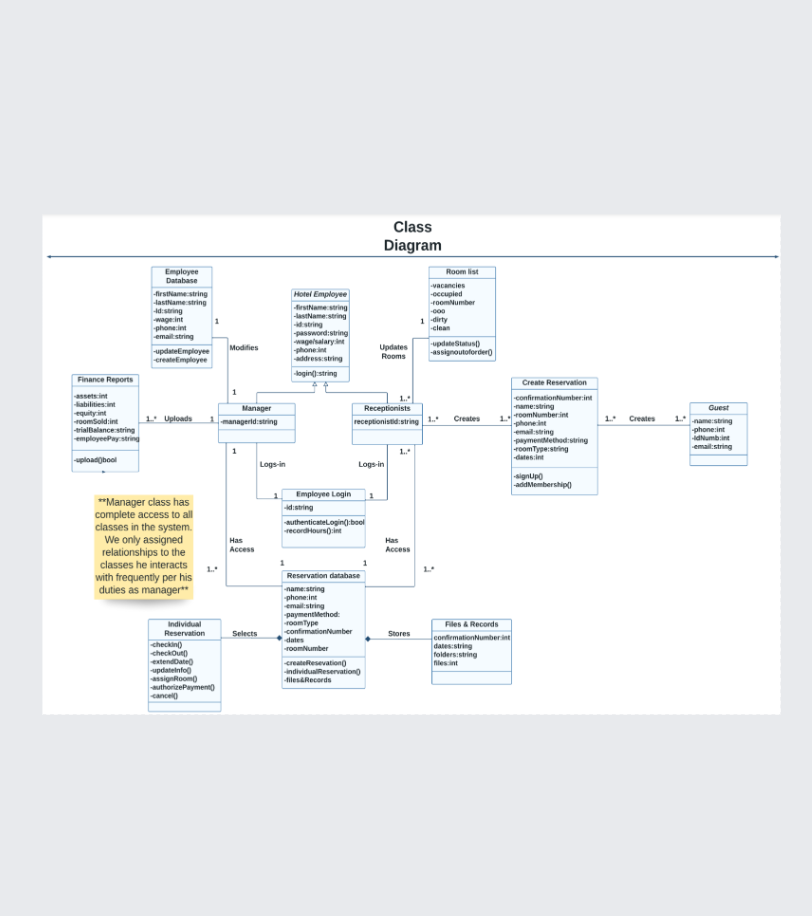 Class
Diagram
Employee
Database
-firstName:string
-lastName:string
-Id:string
-wage:int
-phone:int
-email:string
-updateEmployee
-createEmployee
1
Modifies
1
Hotel Employee
-firstName:string
-lastName:string
-id:string
-password:string
-wage/salary:int
-phone:int
-address:string
-login():string
Room list
-vacancies
-occupied
-roomNumber
-ooo
-dirty
-clean
-updateStatus()
-assignoutoforder()
1
Updates
Rooms
1..*
Finance Reports
-assets:int
-liabilities:int
-equity:int
-roomSold:int
-trialBalance:string
-employeePay:string
-upload()bool
1..*
Uploads
1
Manager
-managerId:string
Receptionists
receptionistId:string
1..*
Creates
1..*
Create Reservation
-confirmationNumber:int
-name:string
-roomNumber:int
-phone:int
-email:string
-paymentMethod:string
-roomType:string
-dates:int
-signUp()
-addMembership()
1..*
Creates
1..*
Guest
-name:string
-phone:int
-IdNumb:int
-email:string
1
Logs-in
1
Logs-in
1
1..*
Employee Login
-id:string
-authenticateLogin():bool
-recordHours():int
**Manager class has
complete access to all
classes in the system.
We only assigned
relationships to the
classes he interacts
with frequently per his
duties as manager**
Has
Access
1..*
1
Has
Access
1
1..*
Reservation database
-name:string
-phone:int
-email:string
-paymentMethod:
-roomType
-confirmationNumber
-dates
-roomNumber
-createResevation()
-individualReservation()
-files&Records
Individual
Reservation
-checkIn()
-checkOut()
-extendDate()
-updateInfo()
-assignRoom()
-authorizePayment()
-cancel()
Selects
Stores
Files & Records
confirmationNumber:int
dates:string
folders:string
files:int